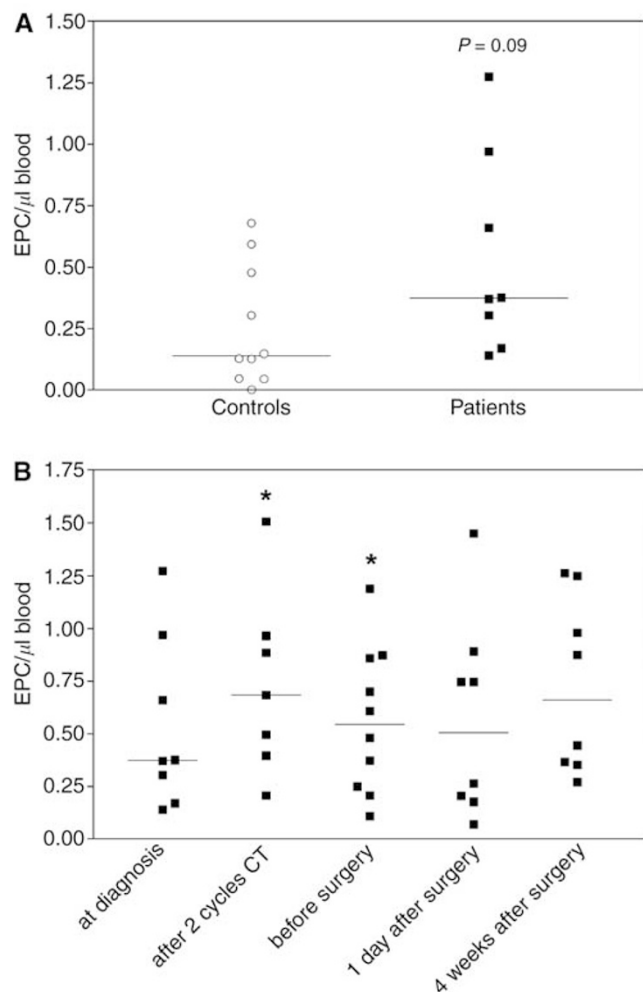 A
1.50
1.25
1.00
0.75
0.50
0.25
0.00
EPC/μl blood
P = 0.09
Controls
Patients
B
1.75
1.50
1.25
1.00
0.75
0.50
0.25
0.00
EPC/μl blood
*
*
at diagnosis
after 2 cycles CT
before surgery
1 day after surgery
4 weeks after surgery